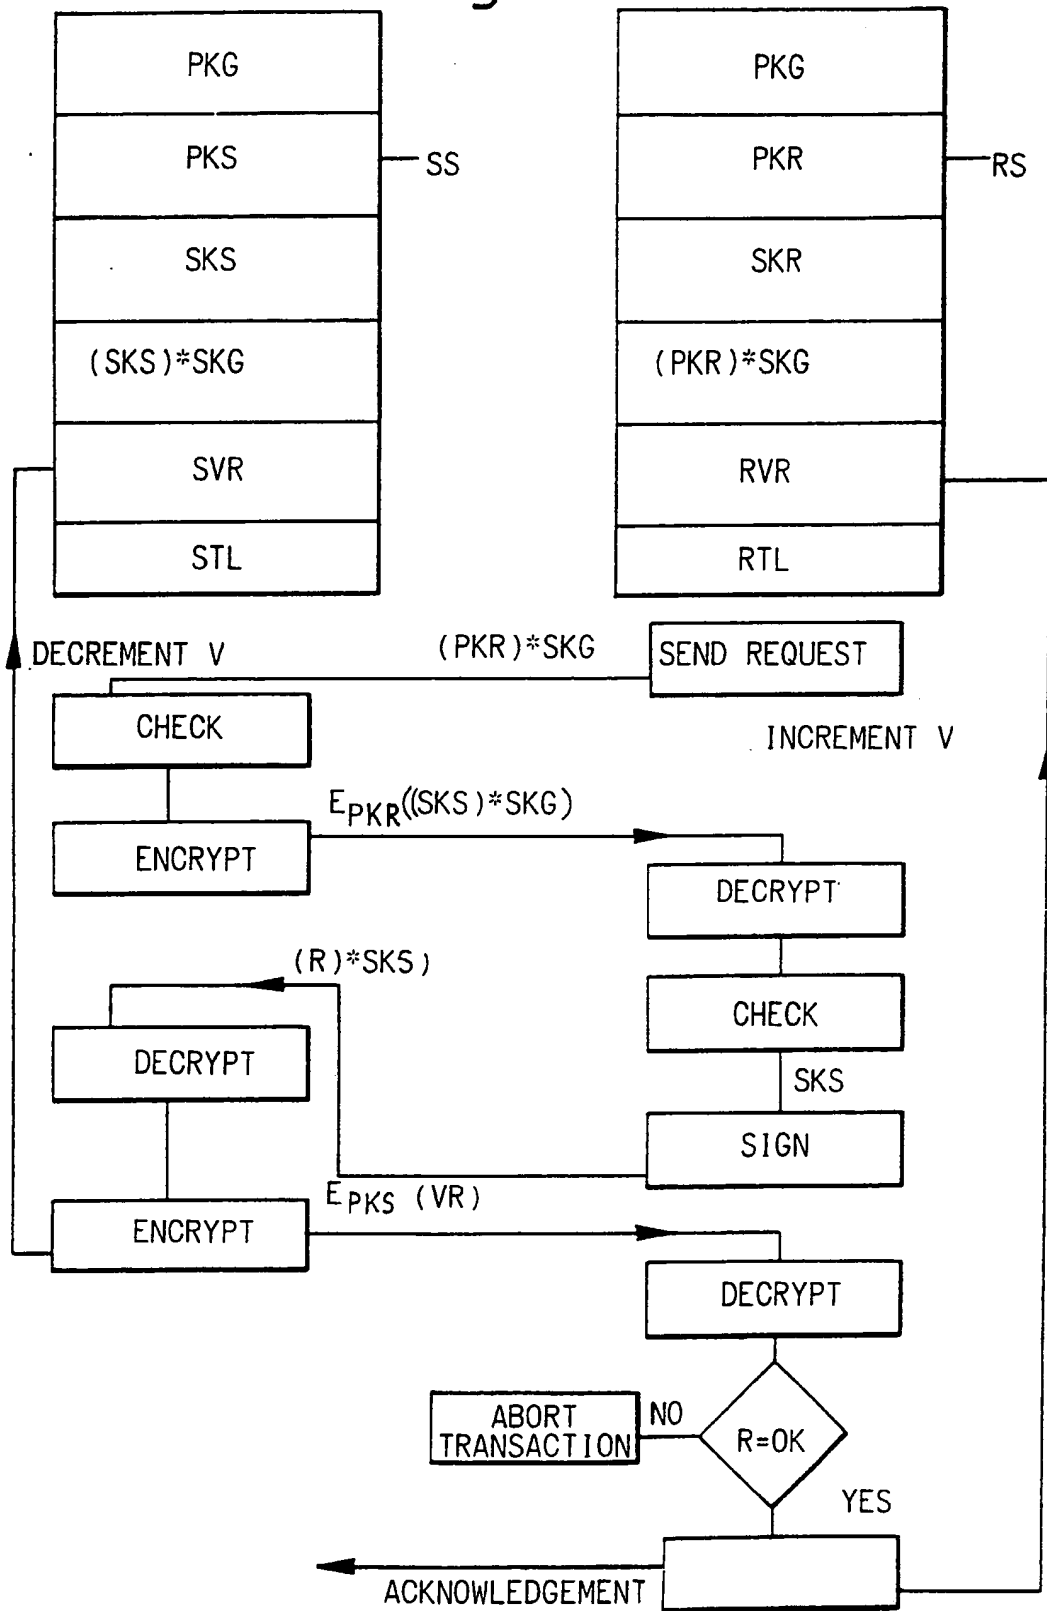 g
PKG
PKS
SS
SKS
(SKS)*SKG
SVR
STL
PKG
PKR
RS
SKR
(PKR)*SKG
RVR
RTL
DECREMENT V
(PKR)*SKG
SEND REQUEST
CHECK
INCREMENT V
EPKR((SKS)*SKG)
ENCRYPT
DECRYPT
(R)*SKS)
CHECK
DECRYPT
SKS
SIGN
EPKS (VR)
ENCRYPT
DECRYPT
ABORT
TRANSACTION
NO
R=OK
YES
ACKNOWLEDGEMENT